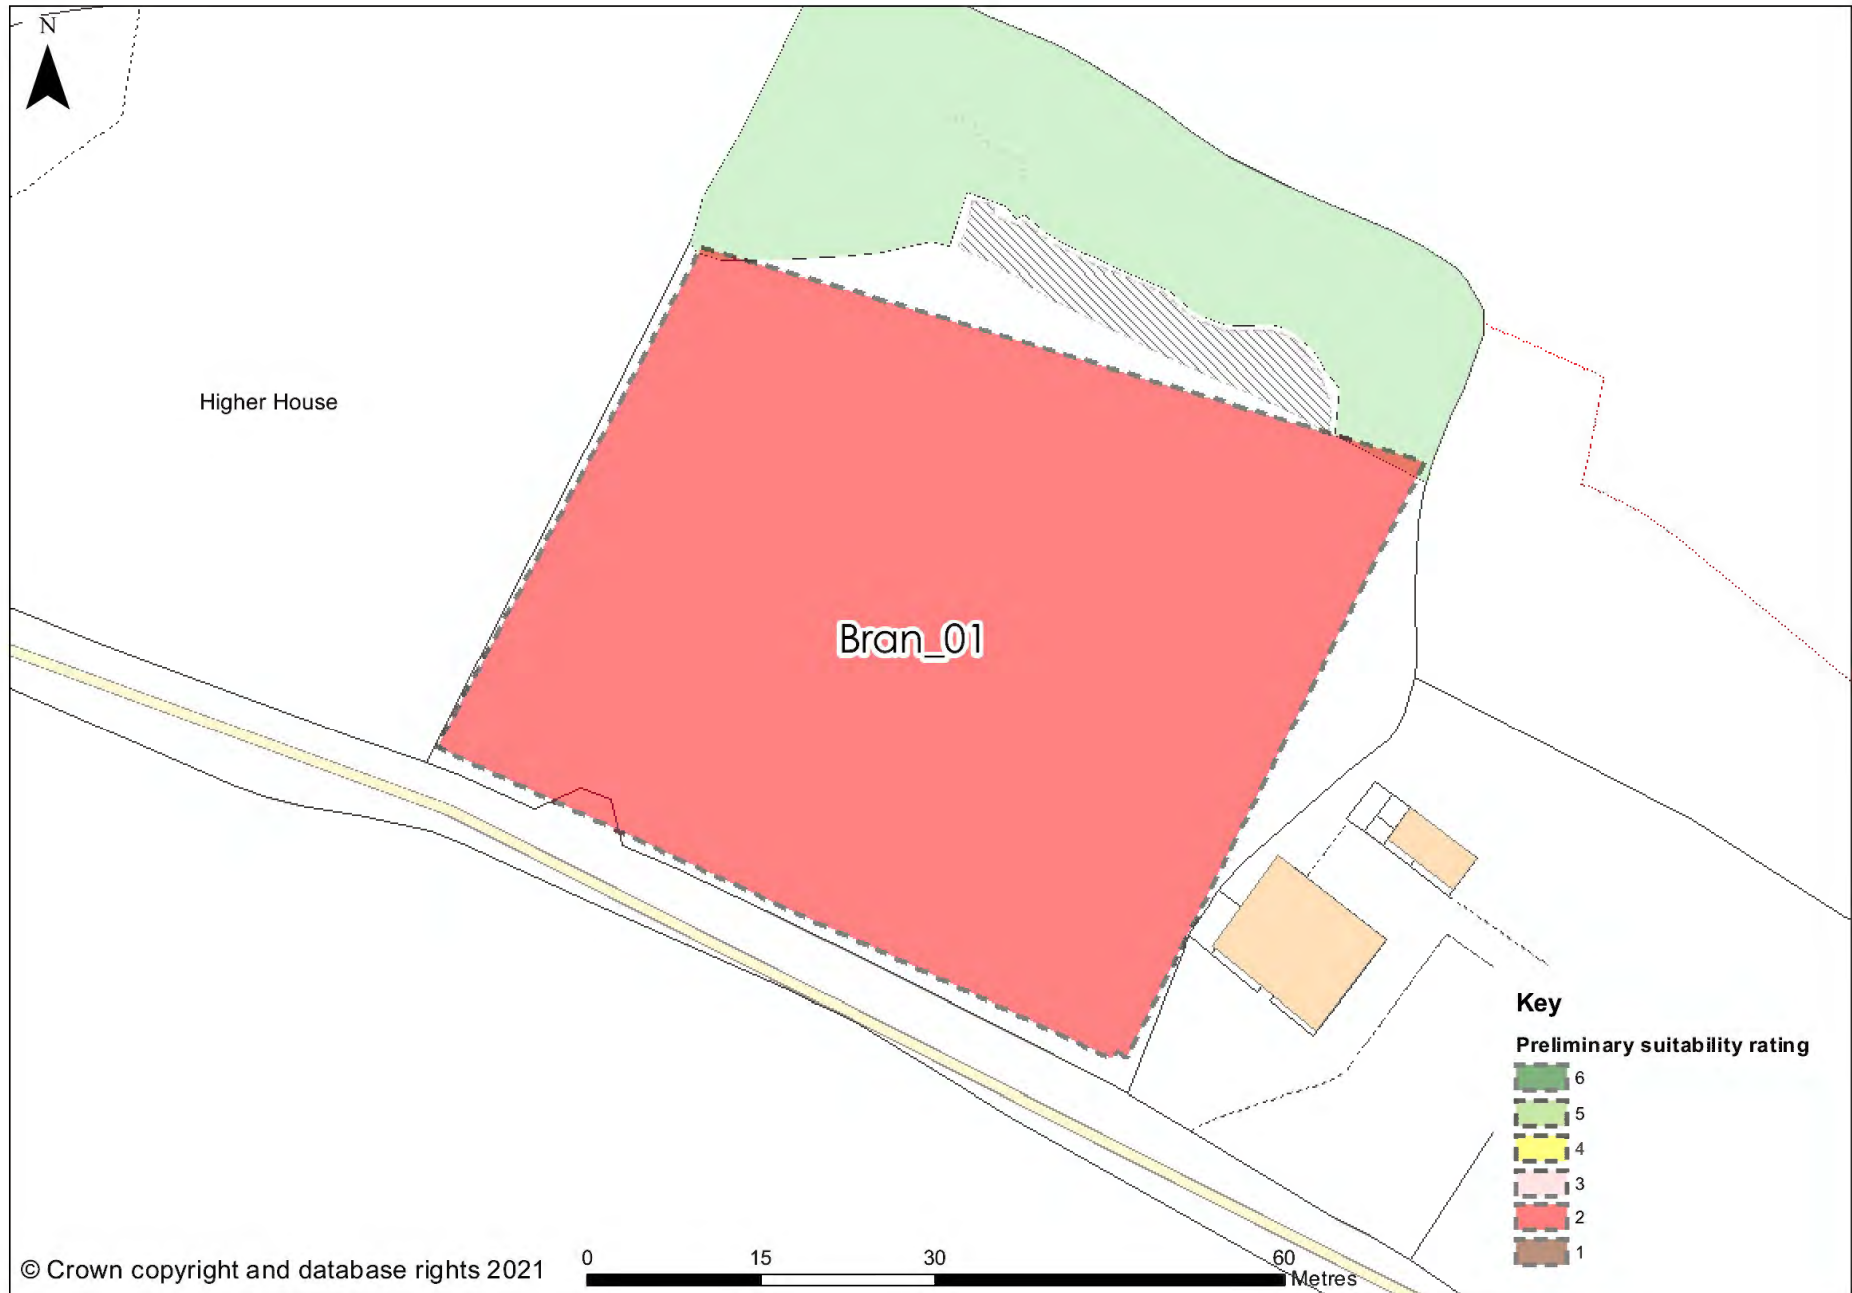 N
Higher House
Bran_01
Key
Preliminary suitability rating
6
5
4
3
2
1
© Crown copyright and database rights 2021
0 15 30 60
Metres